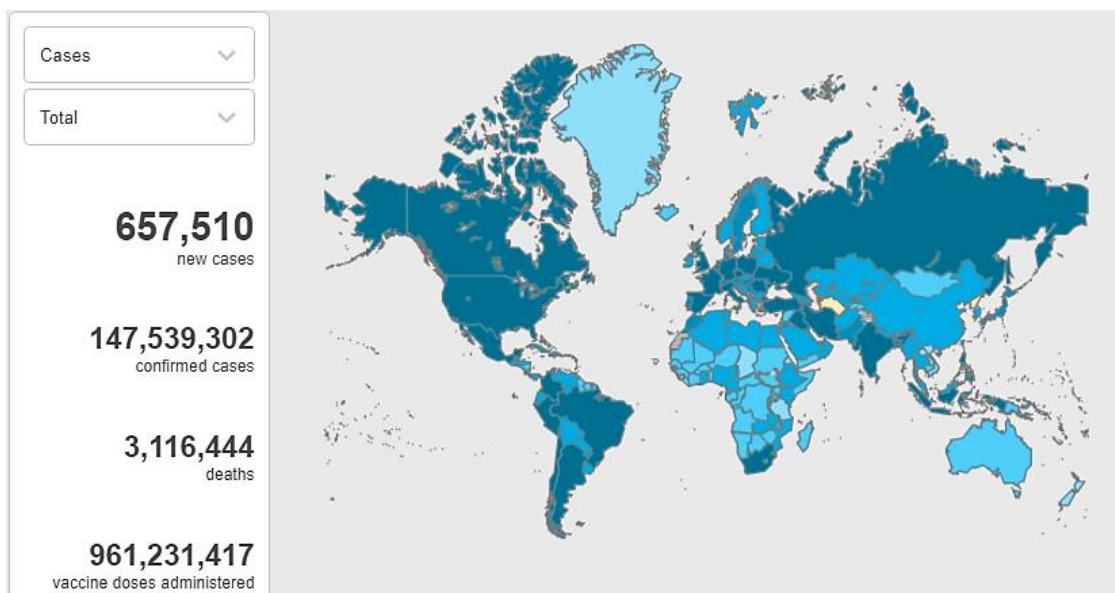 Cases
Total
657,510
new cases
147,539,302
confirmed cases
3,116,444
deaths
961,231,417
vaccine doses administered